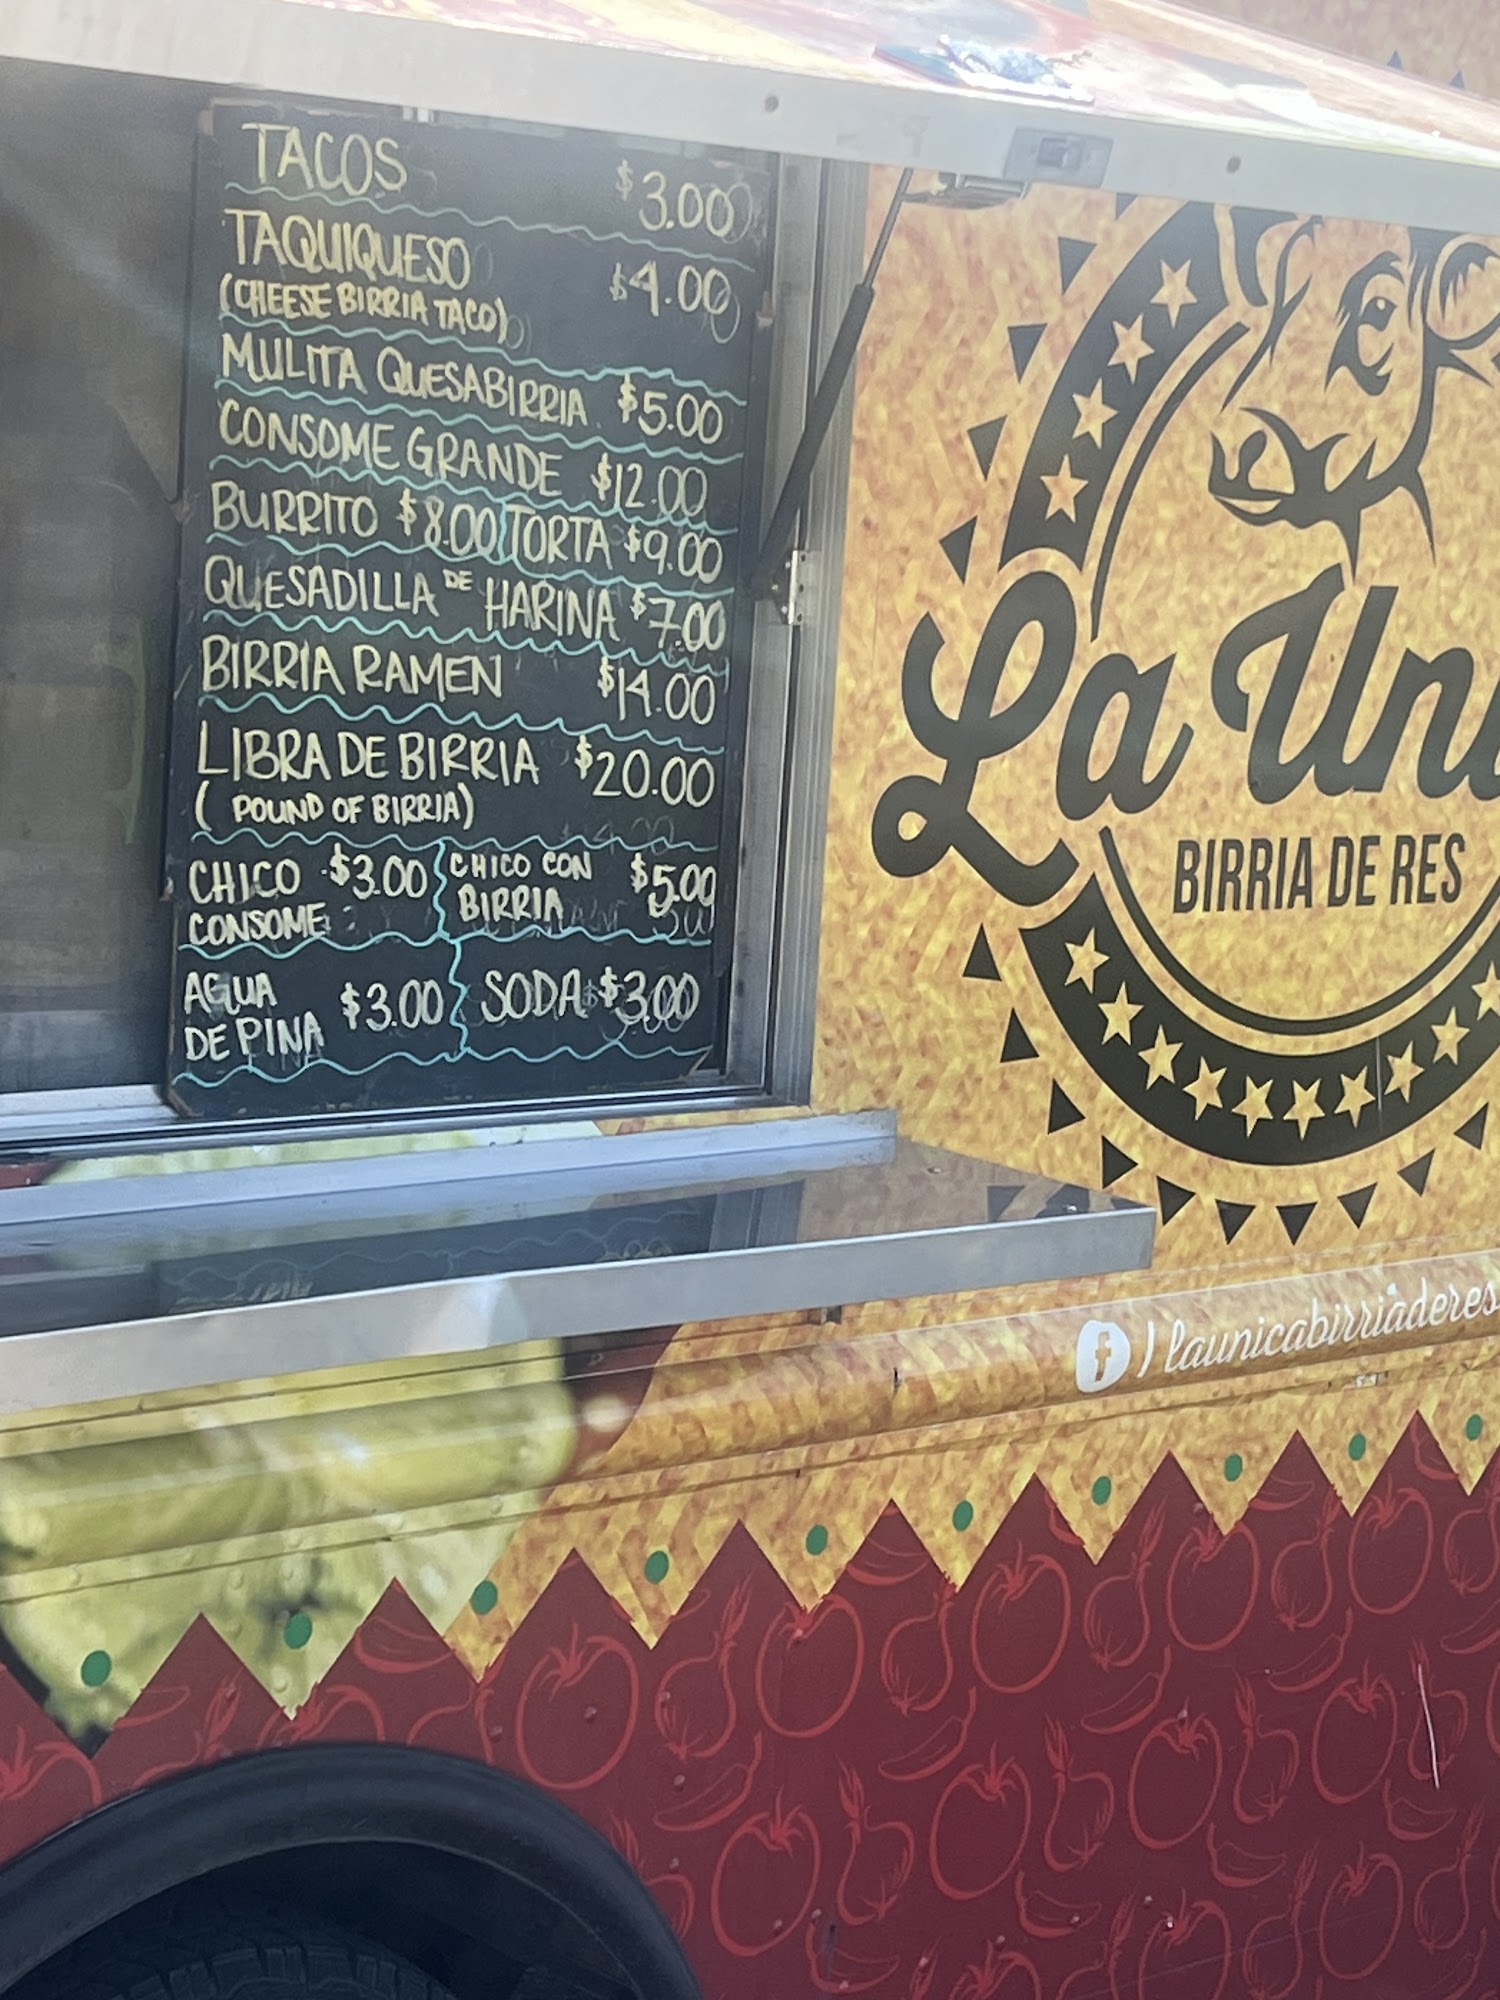 TACOS $3.00
TAQUIQUESO $4.00
(CHEESE BIRRIA TACO)
MULITA QUESABIRRIA $5.00
CONSOME GRANDE $12.00
BURRITO $8.00 TORTA $9.00
QUESADILLA DE HARINA $7.00
BIRRIA RAMEN $14.00
LIBRA DE BIRRIA $20.00
( POUND OF BIRRIA)
CHICO CONSOME $3.00
CHICO CON BIRRIA $5.00
AGUA DE PINA $3.00
SODA $3.00
La Uni
BIRRIA DE RES
f ) launicabirriaderes